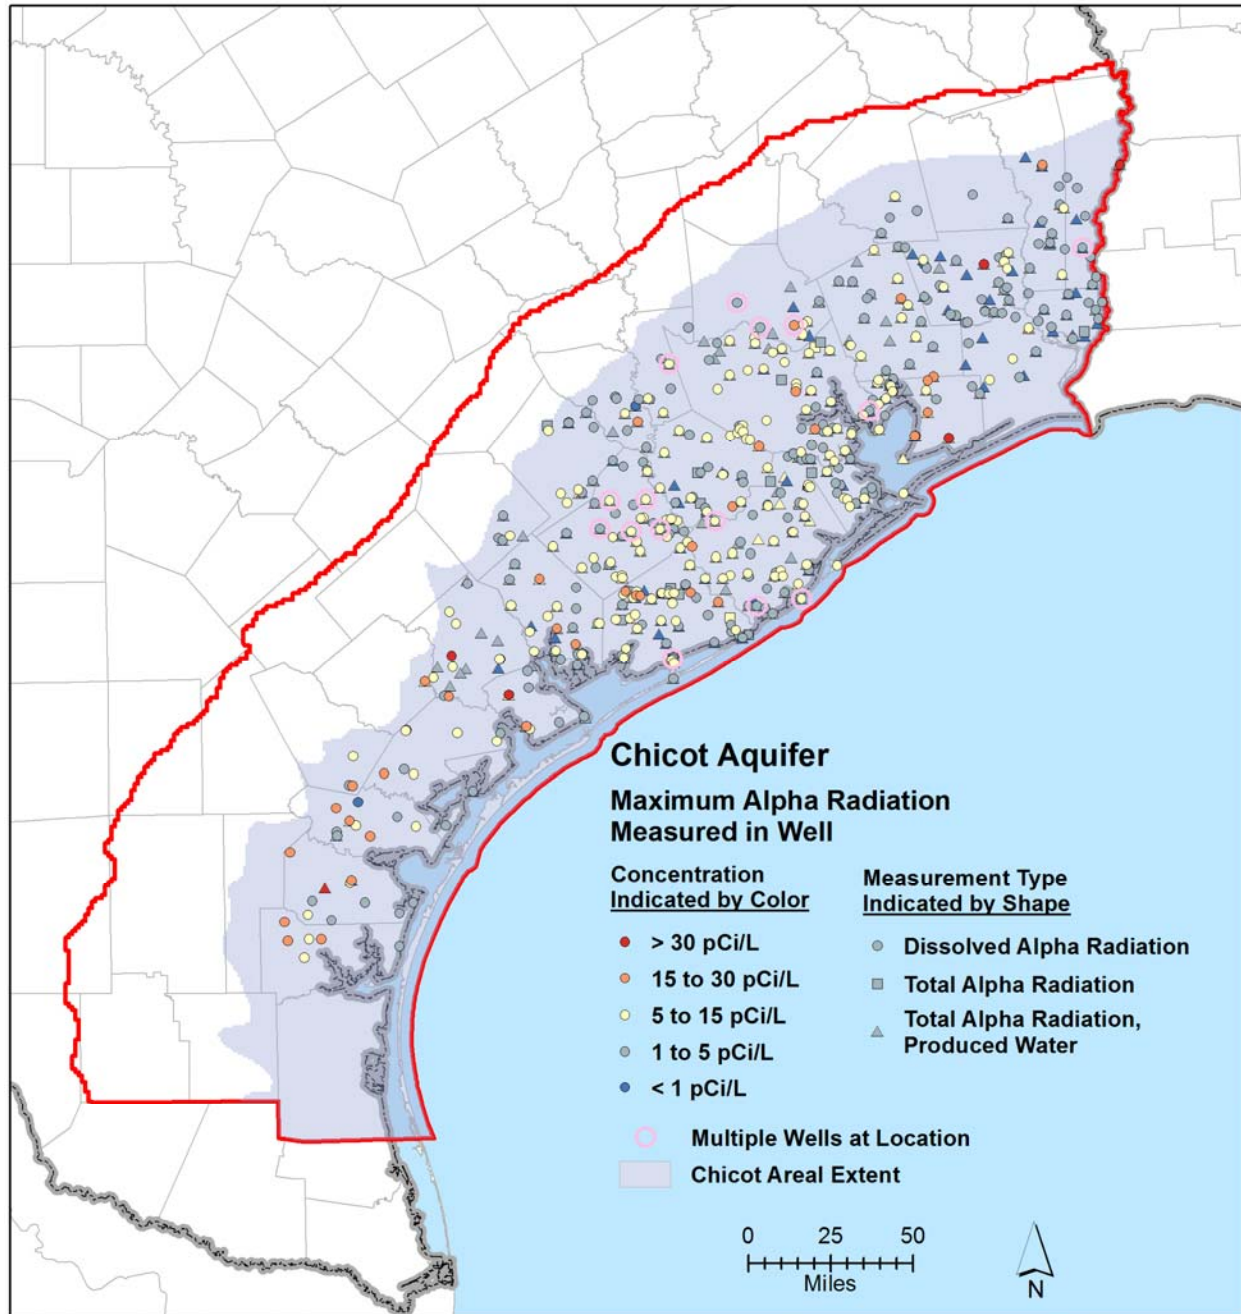 Chicot Aquifer
Maximum Alpha Radiation
Measured in Well
Concentration
Indicated by Color
> 30 pCi/L
15 to 30 pCi/L
5 to 15 pCi/L
1 to 5 pCi/L
< 1 pCi/L
Measurement Type
Indicated by Shape
Dissolved Alpha Radiation
Total Alpha Radiation
Total Alpha Radiation,
Produced Water
Multiple Wells at Location
Chicot Areal Extent
0 25 50
Miles
N